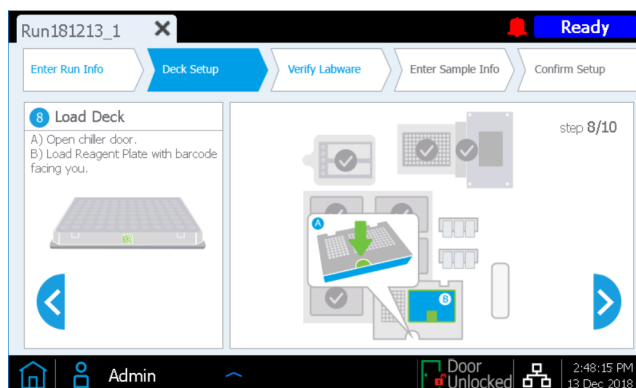 Run181213_1
Ready
Enter Run Info
Deck Setup
Verify Labware
Enter Sample Info
Confirm Setup
8 Load Deck
A) Open chiller door.
B) Load Reagent Plate with barcode
facing you.
step 8/10
A
B
Admin
Door
Unlocked
2:48:15 PM
13 Dec 2018